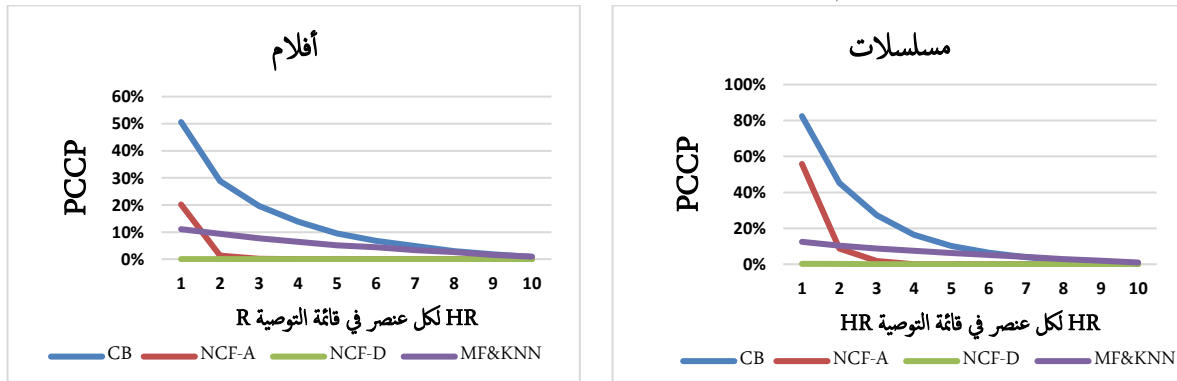 أفلام
60%
50%
40%
30%
20%
10%
0%
PCCP
1 2 3 4 5 6 7 8 9 10
HR لكل عنصر في قائمة التوصية R
CB NCF-A NCF-D MF&KNN
مسلسلات
100%
80%
60%
40%
20%
0%
PCCP
1 2 3 4 5 6 7 8 9 10
HR لكل عنصر في قائمة التوصية HR
CB NCF-A NCF-D MF&KNN